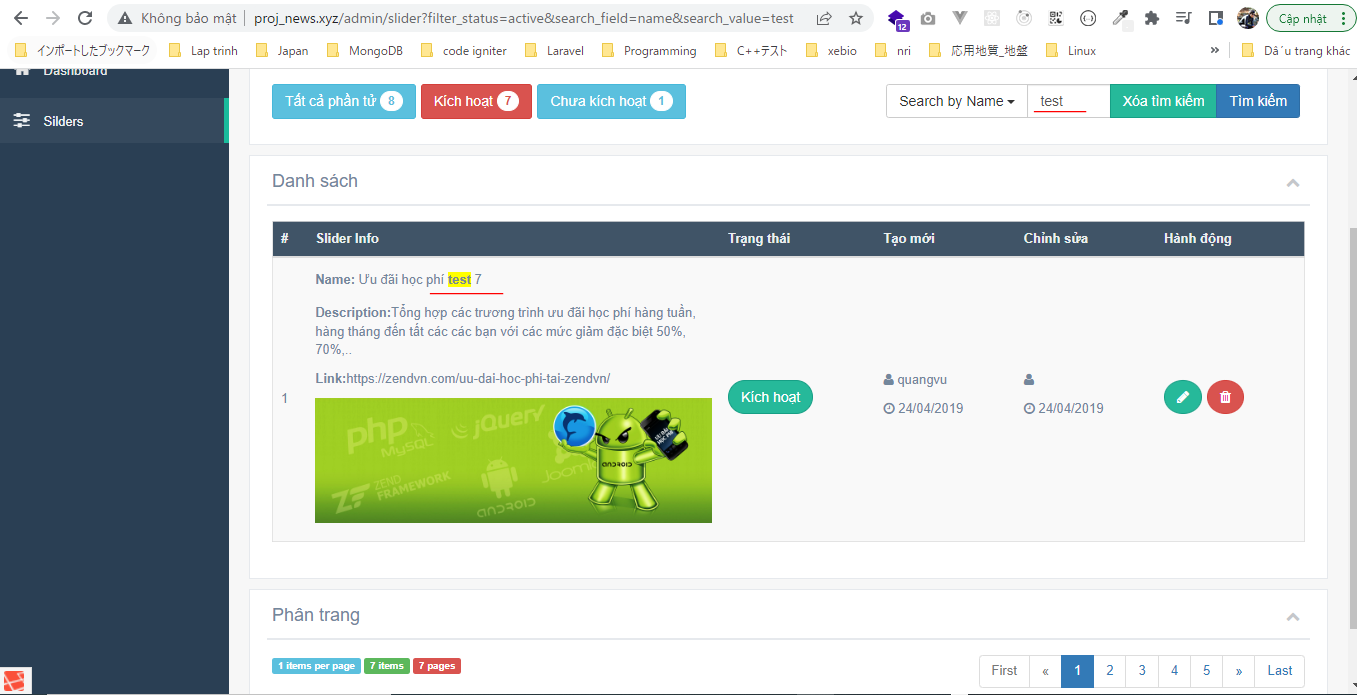 Không bảo mật proj_news.xyz/admin/slider?filter_status=active&search_field=name&search_value=test 12 Cập nhật
インポートしたブックマーク Lap trinh Japan MongoDB code igniter Laravel Programming C++テスト xebio nri 応用地質_地盤 Linux » Dấu trang khác
Dashboard
Silders
Tất cả phần tử 8 Kích hoạt 7 Chưa kích hoạt 1 Search by Name test Xóa tìm kiếm Tìm kiếm
Danh sách
# Slider Info Trạng thái Tạo mới Chỉnh sửa Hành động
Name: Ưu đãi học phí test 7
Description:Tổng hợp các trương trình ưu đãi học phí hàng tuần,
hàng tháng đến tất các các bạn với các mức giảm đặc biệt 50%,
70%,..
Link:https://zendvn.com/uu-dai-hoc-phi-tai-zendvn/
1 Kích hoạt quangvu
24/04/2019 24/04/2019
php MySQL jQuery
ZF ZEND FRAMEWORK ANDROID Joom
ANDROID
Phân trang
1 items per page 7 items 7 pages First « 1 2 3 4 5 » Last